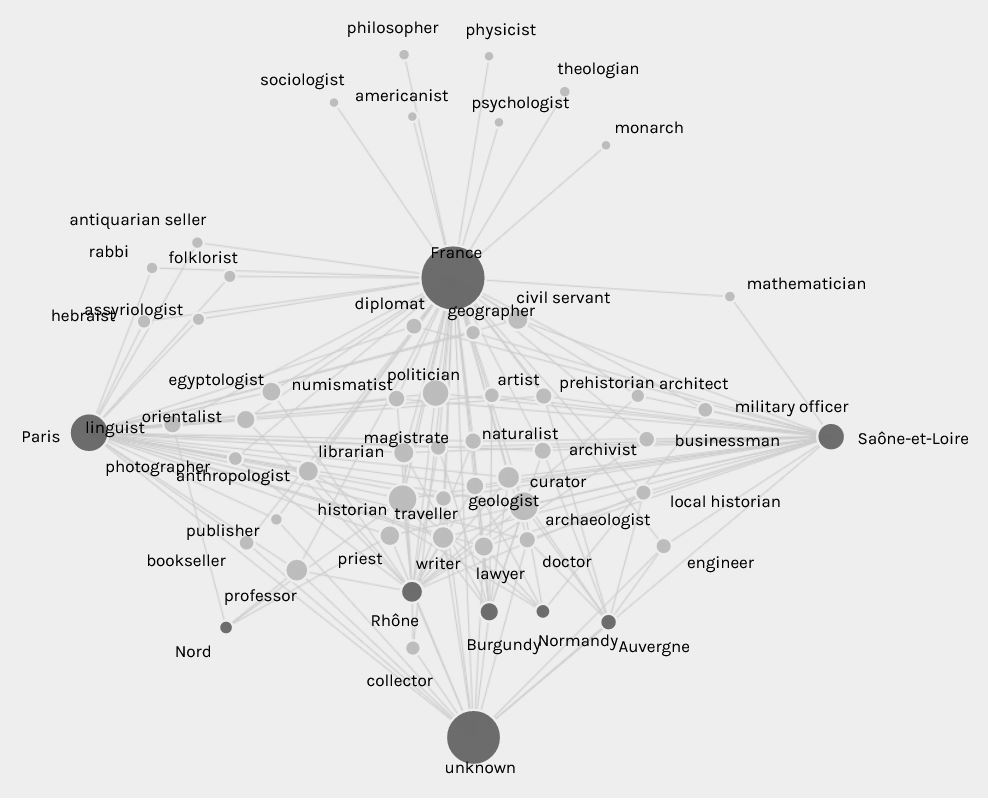 philosopher
physicist
theologian
sociologist
americanist
psychologist
monarch
antiquarian seller
rabbi
folklorist
France
mathematician
hebraist
assyriologist
diplomat
geographer
civil servant
egyptologist
numismatist
politician
artist
prehistorian
architect
military officer
Paris
linguist
orientalist
magistrate
naturalist
businessman
Saône-et-Loire
librarian
archivist
photographer
anthropologist
curator
geologist
local historian
historian
traveller
archaeologist
publisher
bookseller
priest
writer
lawyer
doctor
engineer
professor
Rhône
Burgundy
Normandy
Auvergne
Nord
collector
unknown